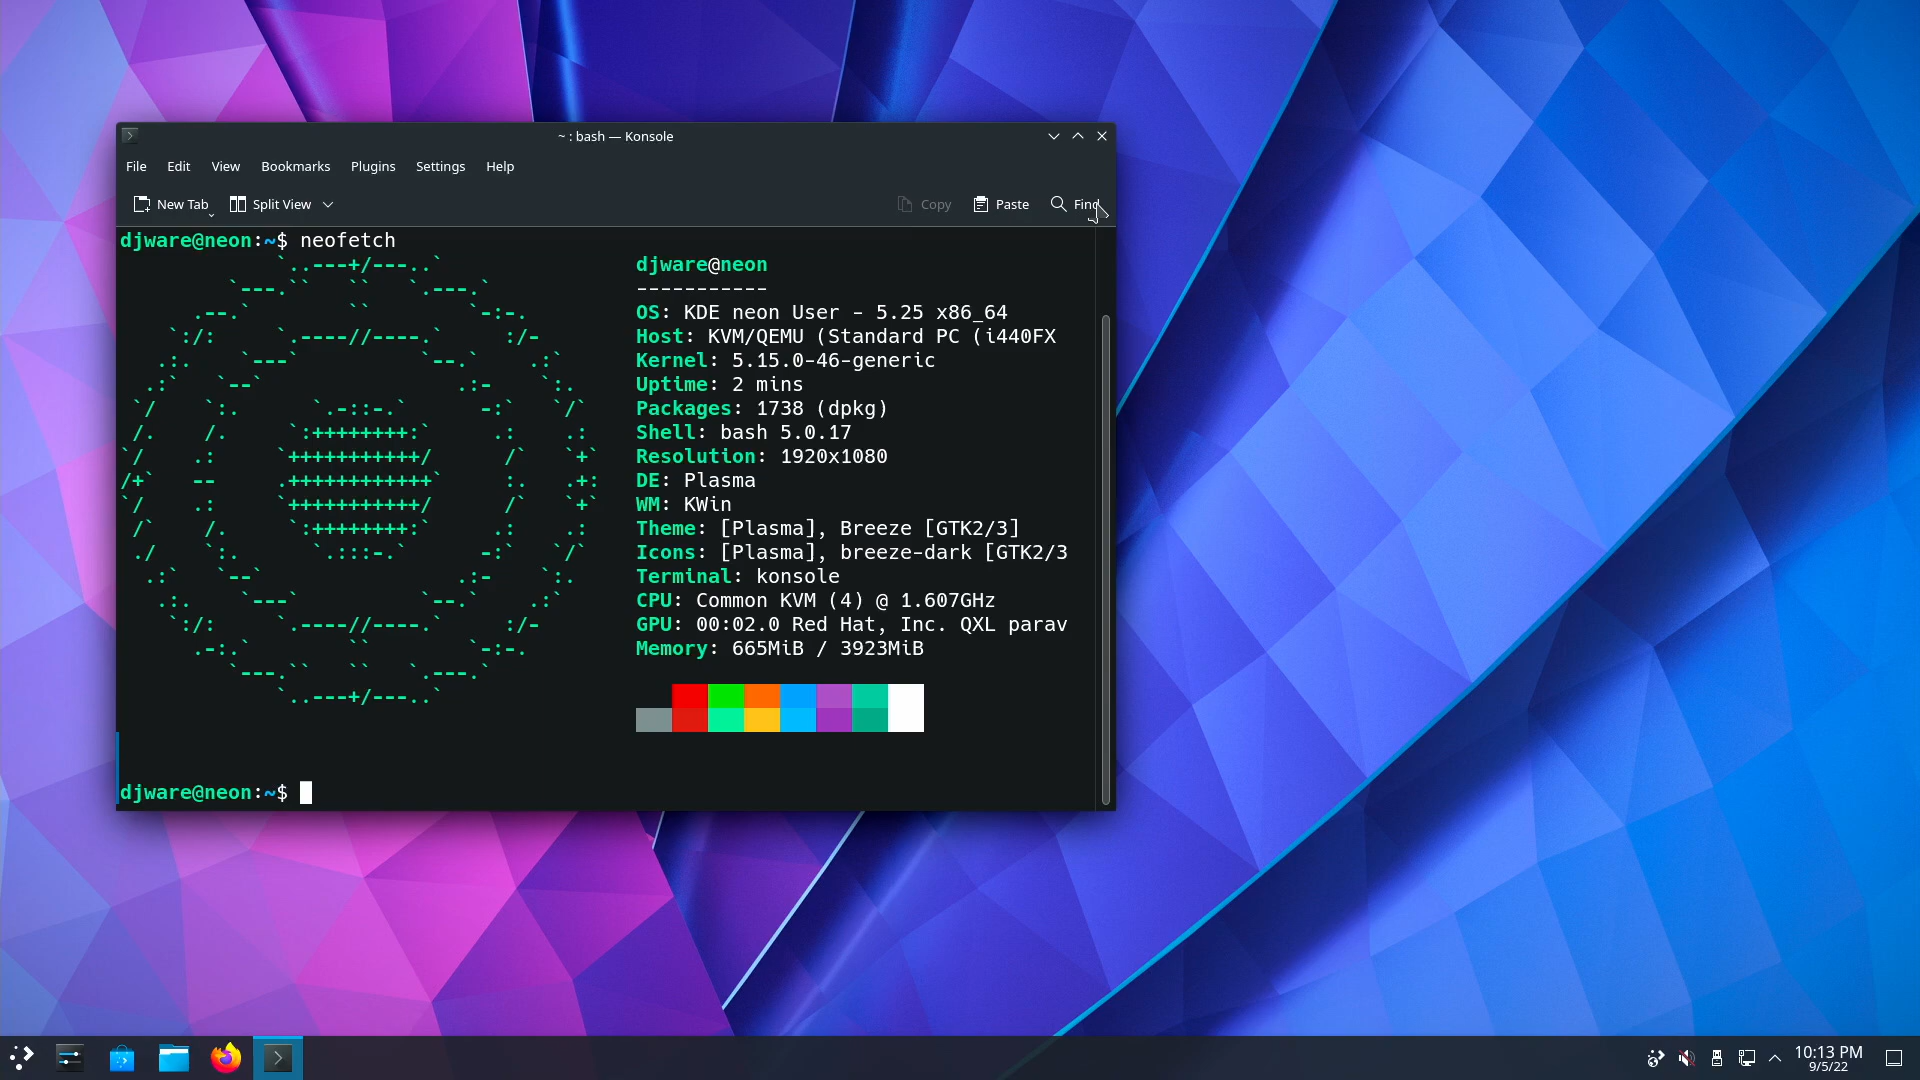 ~ : bash — Konsole
File Edit View Bookmarks Plugins Settings Help
New Tab Split View Copy Paste Find
djware@neon:~$ neofetch
`..---+/---..`
djware@neon
`---.``   ``   `.---.`
-----------
.--.`        ``        `-:-.
OS: KDE neon User - 5.25 x86_64
`:/:     `.----//----.`     :/-
Host: KVM/QEMU (Standard PC (i440FX
.:.    `---`          `--.`    .:`
Kernel: 5.15.0-46-generic
.:`   `--`                .:-    `:.
Uptime: 2 mins
`/    `:.      `.-::-.`      -:`   `/`
Packages: 1738 (dpkg)
/.    /.     `:++++++++:`     .:    .:
Shell: bash 5.0.17
`/    .:     `+++++++++++/      /`   `+`
Resolution: 1920x1080
/+`   --     .++++++++++++`     :.   .+:
DE: Plasma
`/    .:     `+++++++++++/      /`   `+`
WM: KWin
/`    /.     `:++++++++:`     .:    .:
Theme: [Plasma], Breeze [GTK2/3]
./    `:.      `.:::-.`      -:`   `/`
Icons: [Plasma], breeze-dark [GTK2/3
.:`   `--`                .:-    `:.
Terminal: konsole
.:.    `---`          `--.`    .:`
CPU: Common KVM (4) @ 1.607GHz
`:/:     `.----//----.`     :/-
GPU: 00:02.0 Red Hat, Inc. QXL parav
.-:.`        ``        `-:-.
Memory: 665MiB / 3923MiB
`---.``   ``   `.---.`
`..---+/---..`
djware@neon:~$
10:13 PM
9/5/22